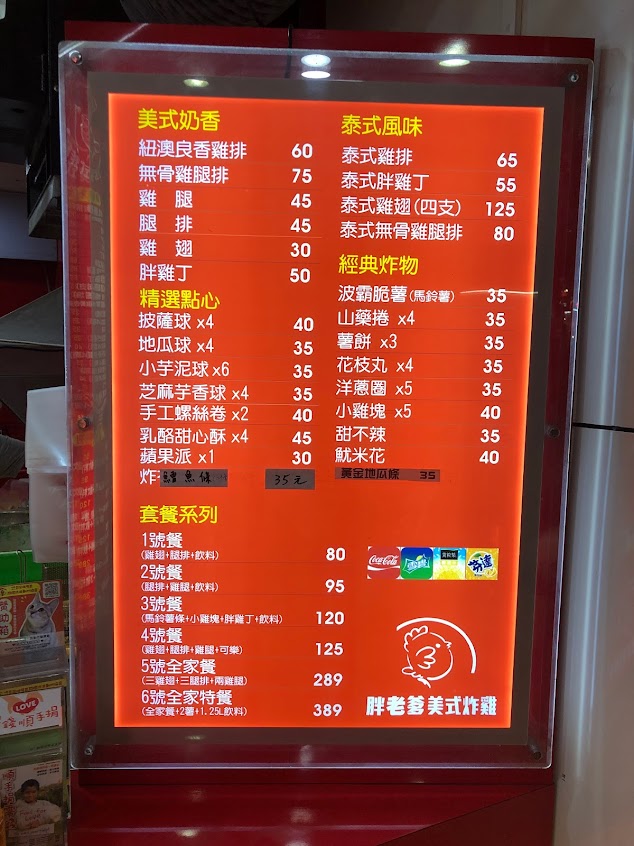 美式奶香
紐澳良香雞排 60
無骨雞腿排 75
雞 腿 45
腿 排 45
雞 翅 30
胖雞丁 50
精選點心
披薩球 x4 40
地瓜球 x4 35
小芋泥球 x6 35
芝麻芋香球 x4 35
手工螺絲卷 x2 40
乳酪甜心酥 x4 45
蘋果派 x1 30
炸 鱈魚條 35元
泰式風味
泰式雞排 65
泰式胖雞丁 55
泰式雞翅(四支) 125
泰式無骨雞腿排 80
經典炸物
波霸脆薯(馬鈴薯) 35
山藥捲 x4 35
薯餅 x3 35
花枝丸 x4 35
洋蔥圈 x5 35
小雞塊 x5 40
甜不辣 35
魷米花 40
黃金地瓜條 35
套餐系列
1號餐 80
(雞翅+腿排+飲料)
2號餐 95
(腿排+雞腿+飲料)
3號餐 120
(馬鈴薯條+小雞塊+胖雞丁+飲料)
4號餐 125
(雞翅+腿排+雞腿+可樂)
5號全家餐 289
(三雞翅+三腿排+兩雞腿)
6號全家特餐 389
(全家餐+2薯+1.25L飲料)
Coca-Cola
雪碧
芬達
胖老爹美式炸雞
LOVE
零錢順手捐